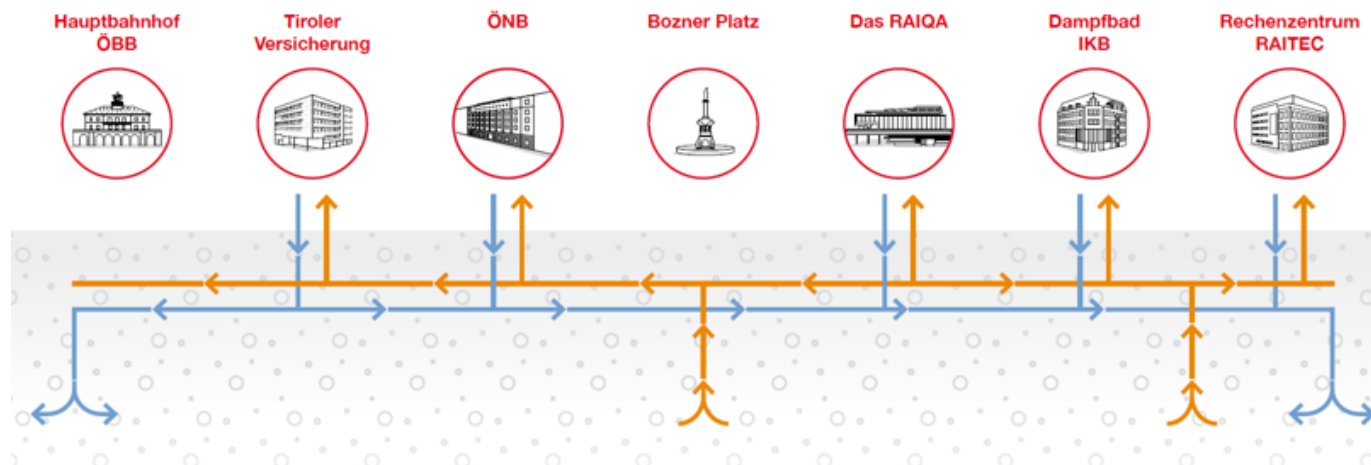 Hauptbahnhof
ÖBB
Tiroler
Versicherung
ÖNB
Bozner Platz
Das RAIQA
Dampfbad
IKB
Rechenzentrum
RAITEC